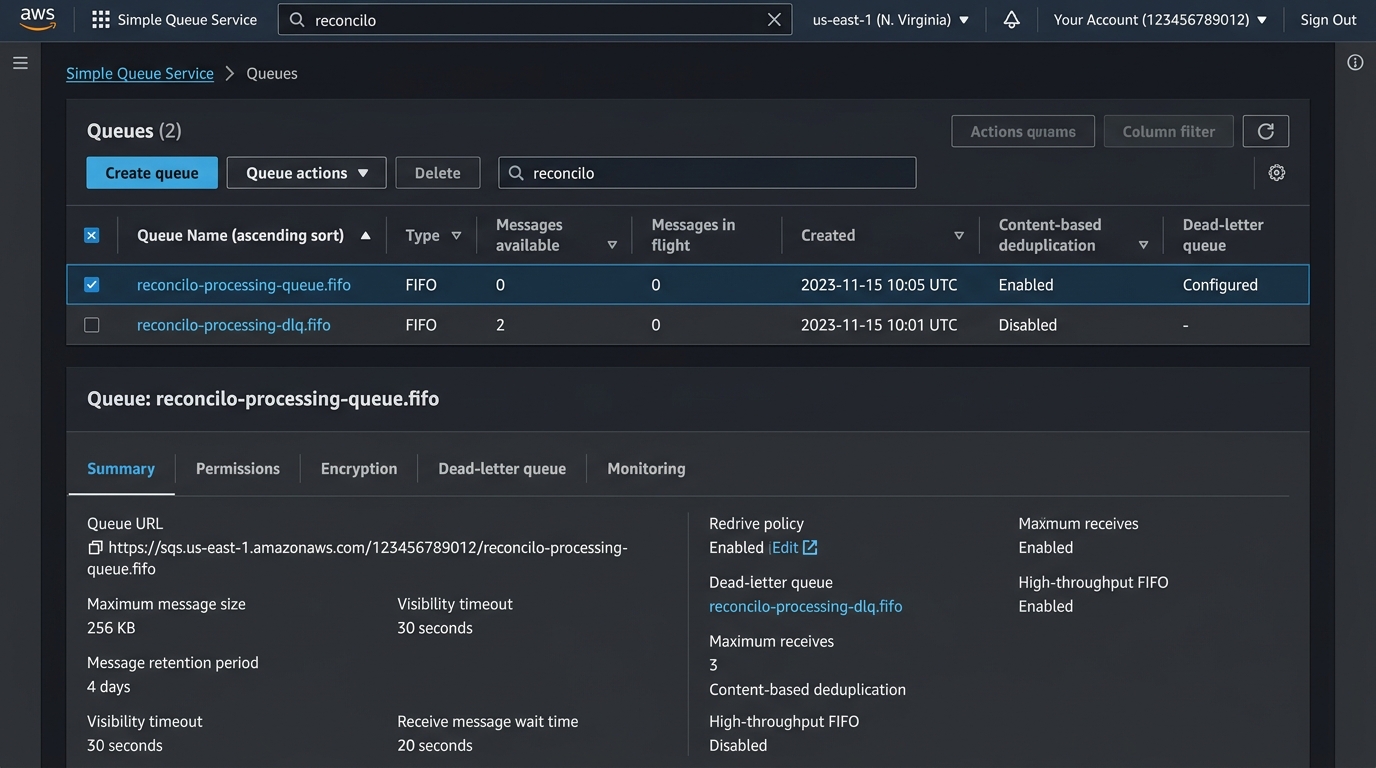 aws
Simple Queue Service
reconcilo
us-east-1 (N. Virginia)
Your Account (123456789012)
Sign Out
Simple Queue Service
Queues
Queues (2)
Actions
Column filter
Create queue
Queue actions
Delete
reconcilo
Queue Name (ascending sort)
Type
Messages
available
Messages in
flight
Created
Content-based
deduplication
Dead-letter
queue
reconcilo-processing-queue.fifo
FIFO
0
0
2023-11-15 10:05 UTC
Enabled
Configured
reconcilo-processing-dlq.fifo
FIFO
2
0
2023-11-15 10:01 UTC
Disabled
-
Queue: reconcilo-processing-queue.fifo
Summary
Permissions
Encryption
Dead-letter queue
Monitoring
Queue URL
https://sqs.us-east-1.amazonaws.com/123456789012/reconcilo-processing-
queue.fifo
Maximum message size
256 KB
Visibility timeout
30 seconds
Message retention period
4 days
Visibility timeout
30 seconds
Receive message wait time
20 seconds
Redrive policy
Enabled Edit
Dead-letter queue
reconcilo-processing-dlq.fifo
Maximum receives
3
Content-based deduplication
High-throughput FIFO
Disabled
Maxmum receives
Enabled
High-throughput FIFO
Enabled